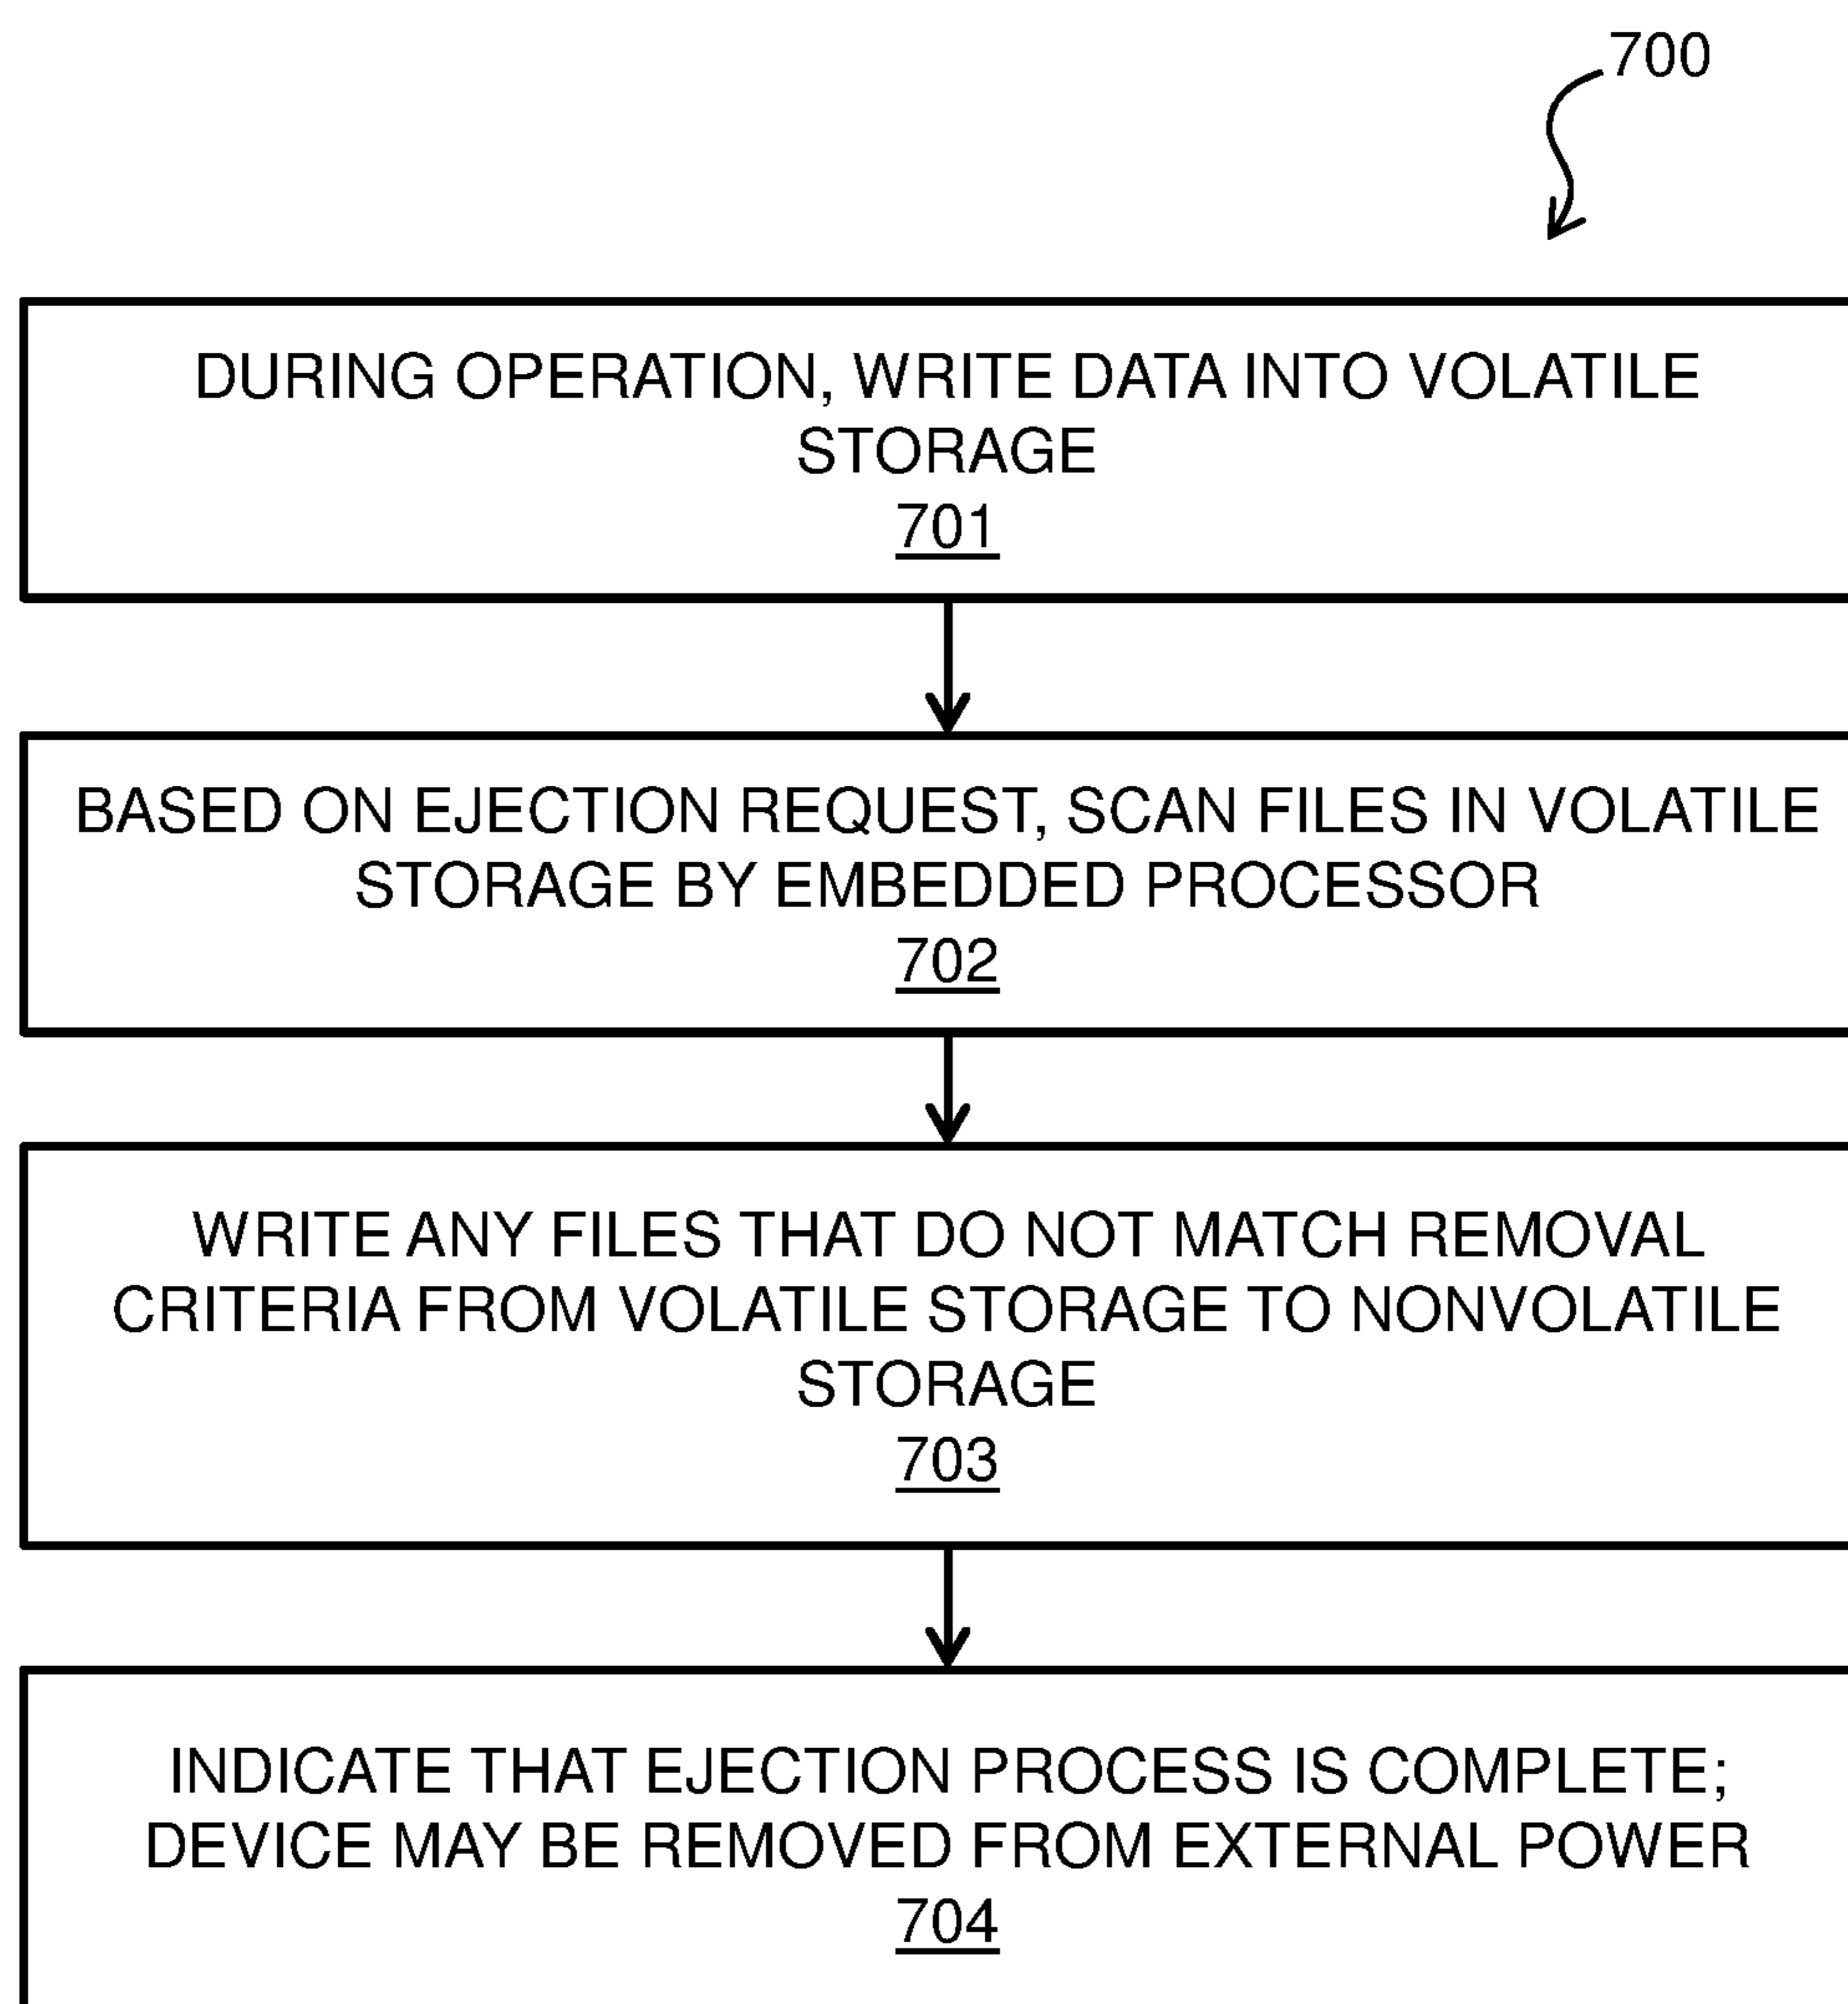 700
DURING OPERATION, WRITE DATA INTO VOLATILE
STORAGE
701
BASED ON EJECTION REQUEST, SCAN FILES IN VOLATILE
STORAGE BY EMBEDDED PROCESSOR
702
WRITE ANY FILES THAT DO NOT MATCH REMOVAL
CRITERIA FROM VOLATILE STORAGE TO NONVOLATILE
STORAGE
703
INDICATE THAT EJECTION PROCESS IS COMPLETE;
DEVICE MAY BE REMOVED FROM EXTERNAL POWER
704